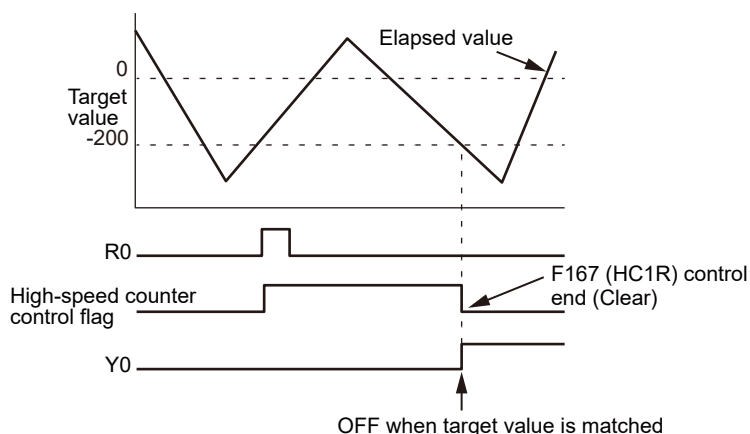 Elapsed value
0
Target
value
-200
R0
F167 (HC1R) control
end (Clear)
High-speed counter
control flag
Y0
OFF when target value is matched